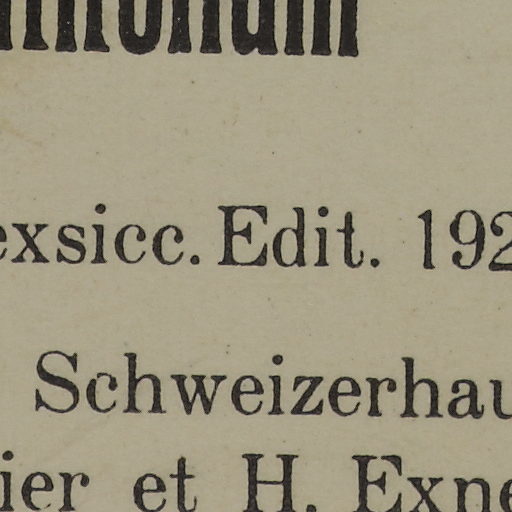 exsicc. Edit. 192
Schweizerhau
ier et H. Exne